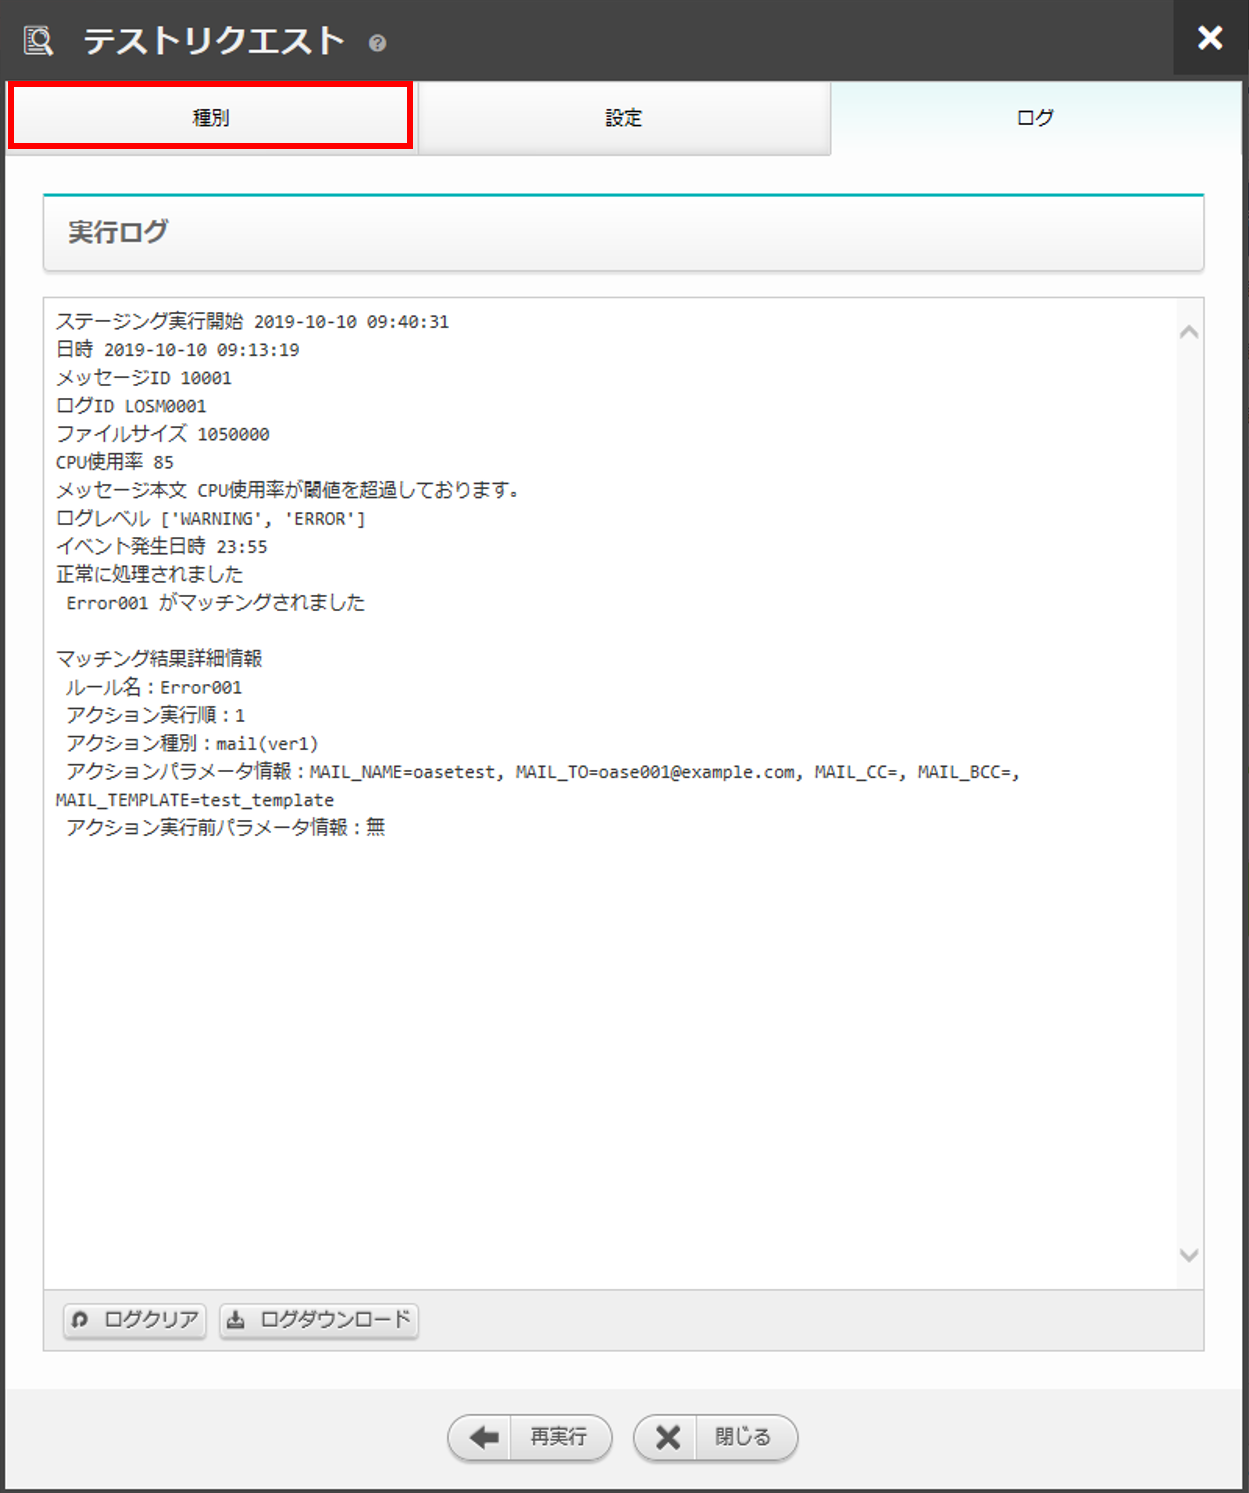 テストリクエスト ?
種別
設定
ログ
実行ログ
ステージング実行開始 2019-10-10 09:40:31
日時 2019-10-10 09:13:19
メッセージID 10001
ログID LOSM0001
ファイルサイズ 1050000
CPU使用率 85
メッセージ本文 CPU使用率が閾値を超過しております。
ログレベル ['WARNING', 'ERROR']
イベント発生日時 23:55
正常に処理されました
Error001 がマッチングされました
マッチング結果詳細情報
ルール名：Error001
アクション実行順：1
アクション種別：mail(ver1)
アクションパラメータ情報：MAIL_NAME=oasetest, MAIL_TO=oase001@example.com, MAIL_CC=, MAIL_BCC=,
MAIL_TEMPLATE=test_template
アクション実行前パラメータ情報：無
ログクリア
ログダウンロード
再実行
閉じる